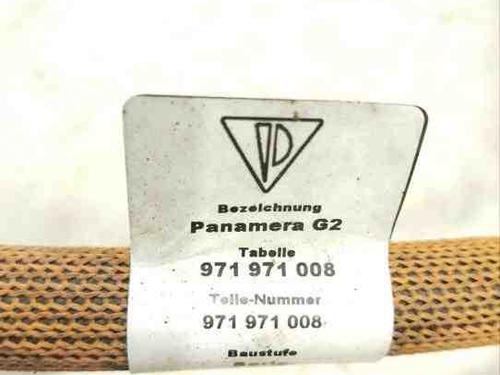 Bezeichnung
Panamera G2
Tabelle
971 971 008
Teile-Nummer
971 971 008
Baustufe